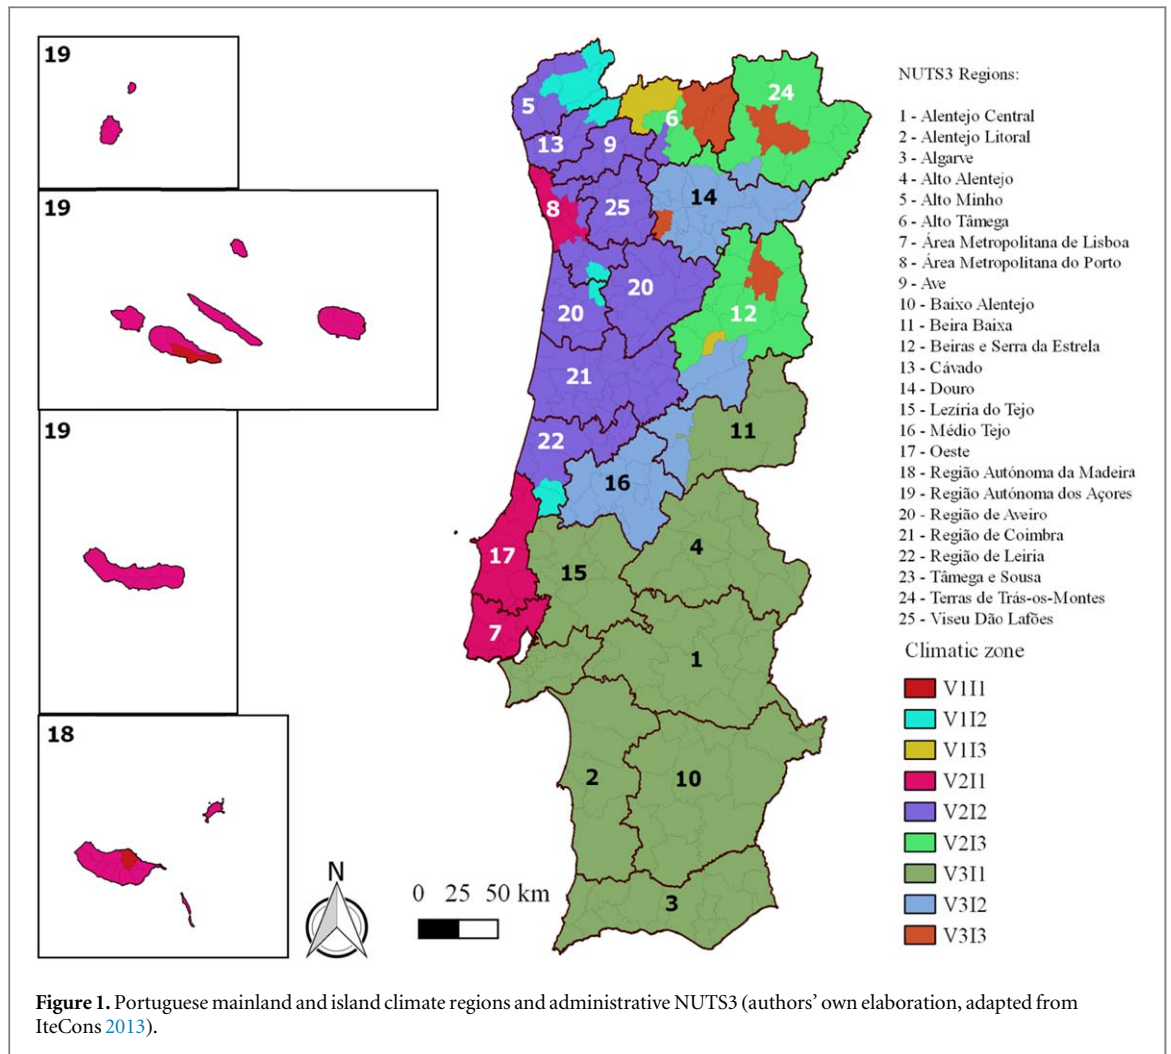 19
19
19
18
5
13
9
6
24
8
25
14
20
20
12
21
22
11
16
17
15
4
7
1
2
10
3
N
0 25 50 km
NUTS3 Regions:
1 - Alentejo Central
2 - Alentejo Litoral
3 - Algarve
4 - Alto Alentejo
5 - Alto Minho
6 - Alto Tâmega
7 - Área Metropolitana de Lisboa
8 - Área Metropolitana do Porto
9 - Ave
10 - Baixo Alentejo
11 - Beira Baixa
12 - Beiras e Serra da Estrela
13 - Cávado
14 - Douro
15 - Lezíria do Tejo
16 - Médio Tejo
17 - Oeste
18 - Região Autónoma da Madeira
19 - Região Autónoma dos Açores
20 - Região de Aveiro
21 - Região de Coimbra
22 - Região de Leiria
23 - Tâmega e Sousa
24 - Terras de Trás-os-Montes
25 - Viseu Dão Lafões
Climatic zone
V1I1
V1I2
V1I3
V2I1
V2I2
V2I3
V3I1
V3I2
V3I3
Figure 1. Portuguese mainland and island climate regions and administrative NUTS3 (authors' own elaboration, adapted from
IteCons 2013).